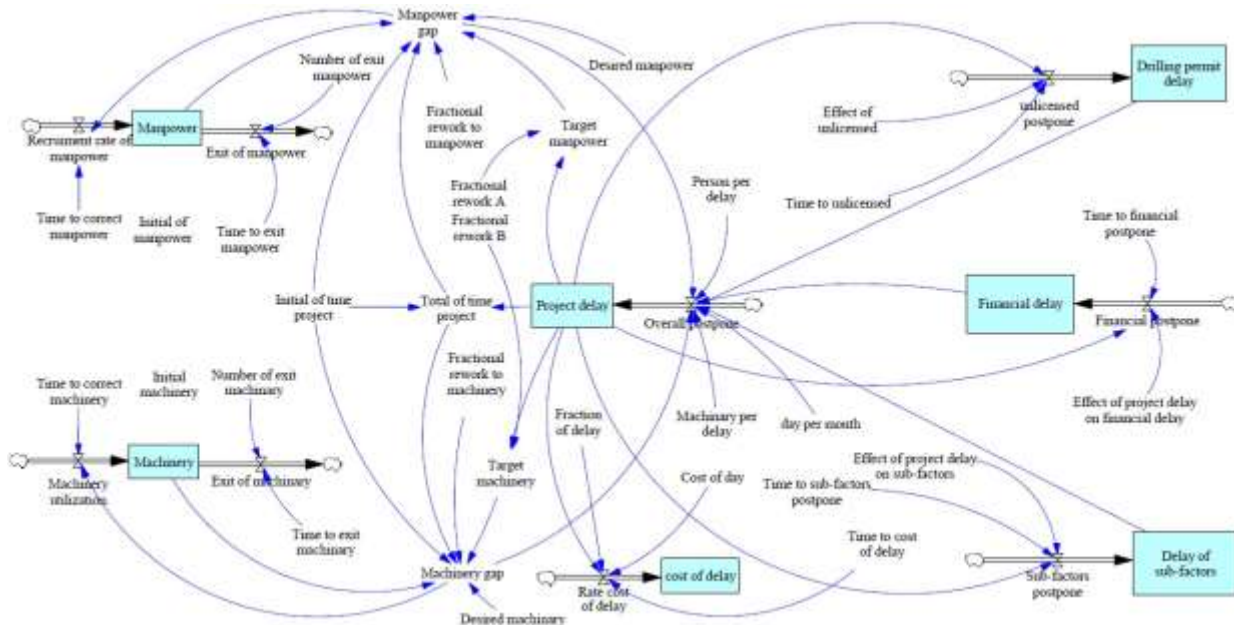 Manpower
gap
Number of exit
manpower
Desired manpower
Drilling permit
delay
Manpower
Recrument rate of
manpower
Exit of manpower
Fractional
rework to
manpower
Target
manpower
Effect of
unlicensed
unlicensed
postpone
Time to correct
manpower
Initial of
manpower
Time to exit
manpower
Fractional
rework A
Fractional
rework B
Person per
delay
Time to unlicensed
Time to financial
postpone
Initial of time
project
Total of time
project
Project delay
Overall postpone
Financial delay
Financial postpone
Time to correct
machinery
Initial
machinery
Number of exit
machinary
Fractional
rework to
machinery
Fraction
of delay
Machinary per
delay
day per month
Effect of project delay
on financial delay
Machinery
Machinery
utilization
Exit of machinary
Target
machinery
Cost of day
Effect of project delay
on sub-factors
Time to sub-factors
postpone
Time to exit
machinary
Time to cost
of delay
Machinery gap
Desired machinary
Rate cost
of delay
cost of delay
Sub-factors
postpone
Delay of
sub-factors